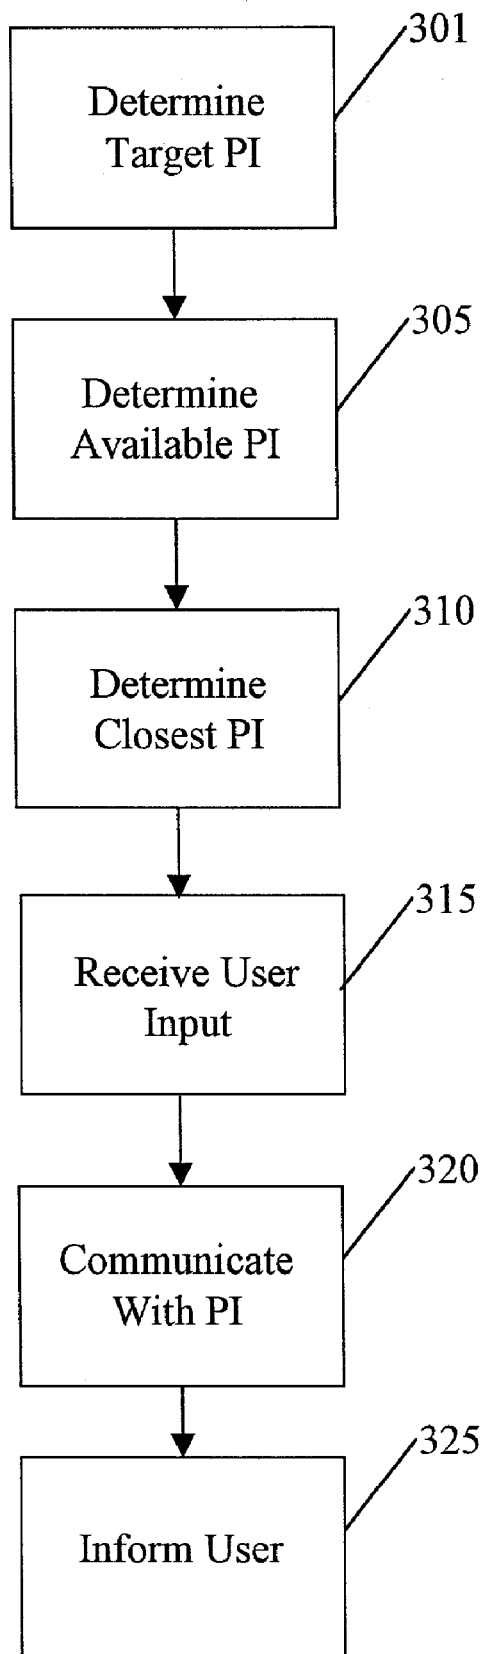 301
Determine
Target PI
305
Determine
Available PI
310
Determine
Closest PI
315
Receive User
Input
320
Communicate
With PI
325
Inform User